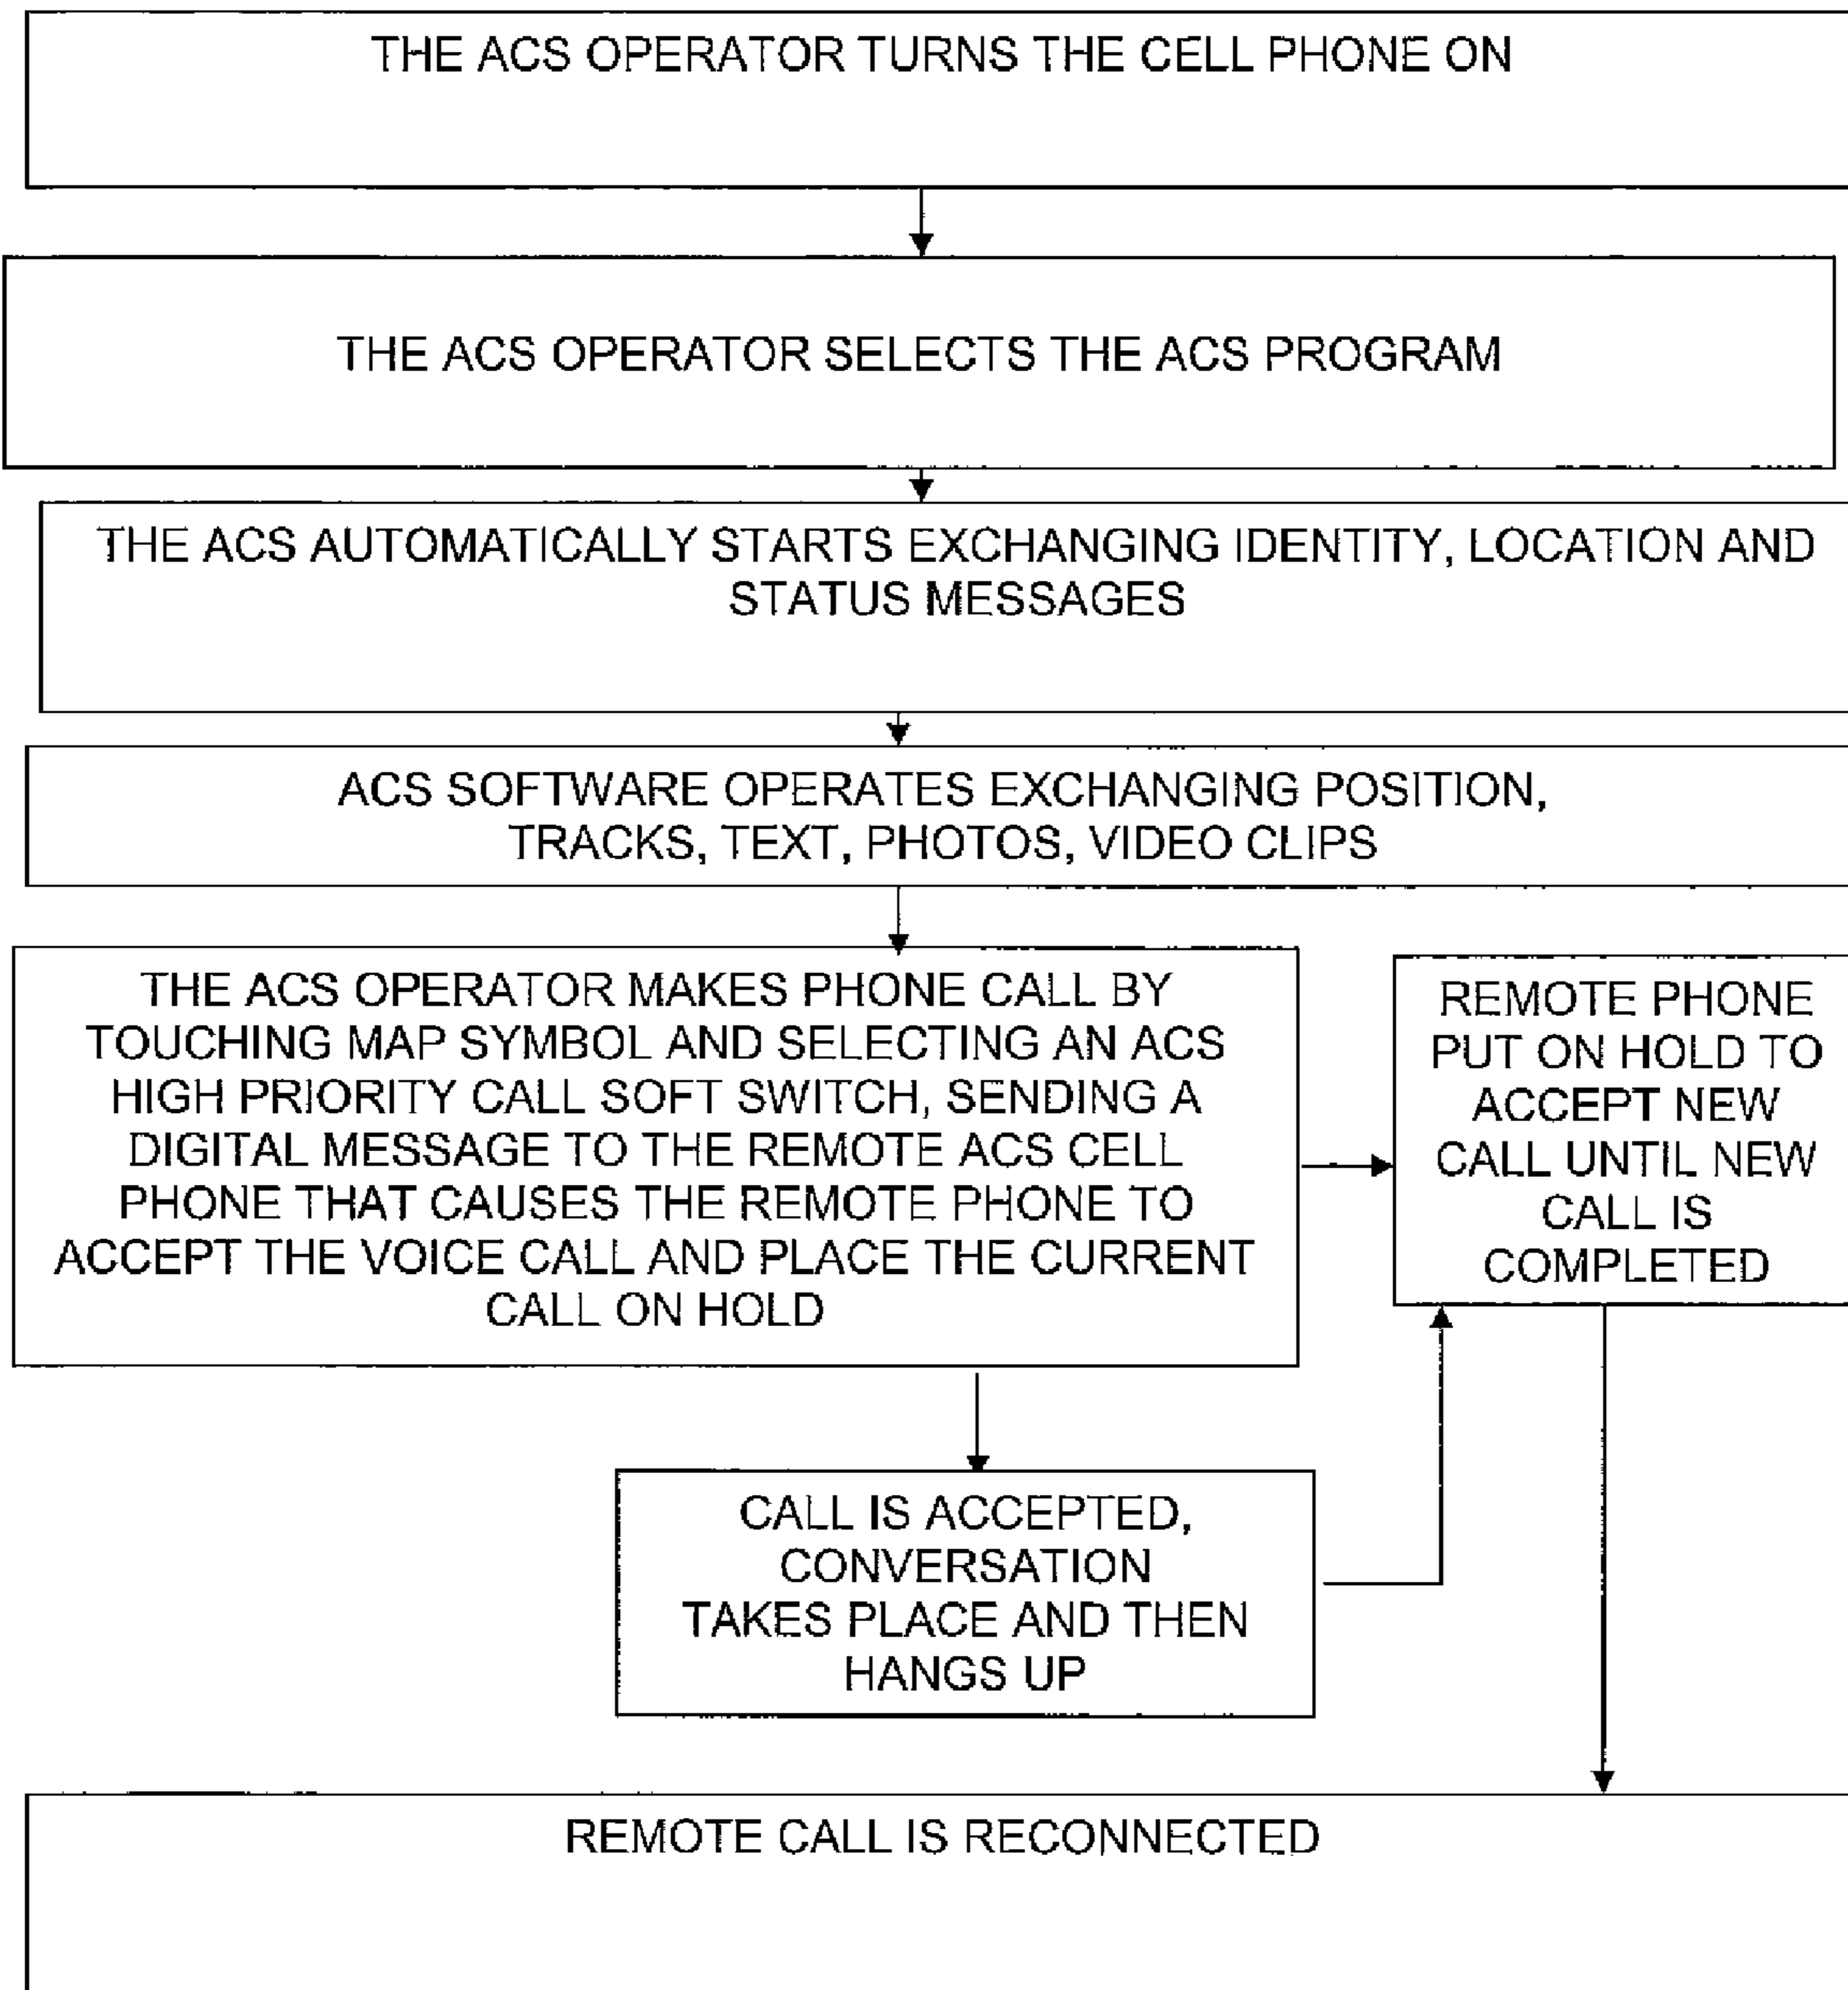 THE ACS OPERATOR TURNS THE CELL PHONE ON
THE ACS OPERATOR SELECTS THE ACS PROGRAM
THE ACS AUTOMATICALLY STARTS EXCHANGING IDENTITY, LOCATION AND
STATUS MESSAGES
ACS SOFTWARE OPERATES EXCHANGING POSITION,
TRACKS, TEXT, PHOTOS, VIDEO CLIPS
THE ACS OPERATOR MAKES PHONE CALL BY
TOUCHING MAP SYMBOL AND SELECTING AN ACS
HIGH PRIORITY CALL SOFT SWITCH, SENDING A
DIGITAL MESSAGE TO THE REMOTE ACS CELL
PHONE THAT CAUSES THE REMOTE PHONE TO
ACCEPT THE VOICE CALL AND PLACE THE CURRENT
CALL ON HOLD
REMOTE PHONE
PUT ON HOLD TO
ACCEPT NEW
CALL UNTIL NEW
CALL IS
COMPLETED
CALL IS ACCEPTED,
CONVERSATION
TAKES PLACE AND THEN
HANGS UP
REMOTE CALL IS RECONNECTED